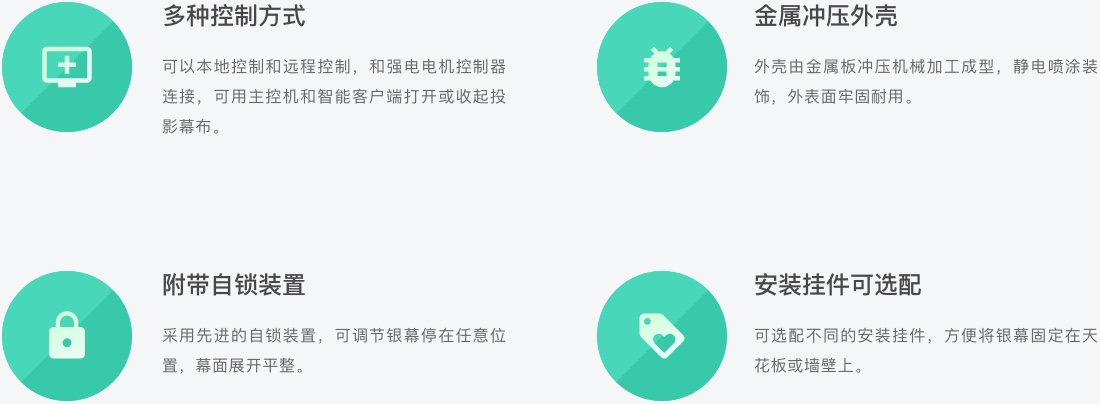 多种控制方式
可以本地控制和远程控制，和强电电机控制器
连接，可用主控机和智能客户端打开或收起投
影幕布。
金属冲压外壳
外壳由金属板冲压机械加工成型，静电喷涂装
饰，外表面牢固耐用。
附带自锁装置
采用先进的自锁装置，可调节银幕停在任意位
置，幕面展开平整。
安装挂件可选配
可选配不同的安装挂件，方便将银幕固定在天
花板或墙壁上。